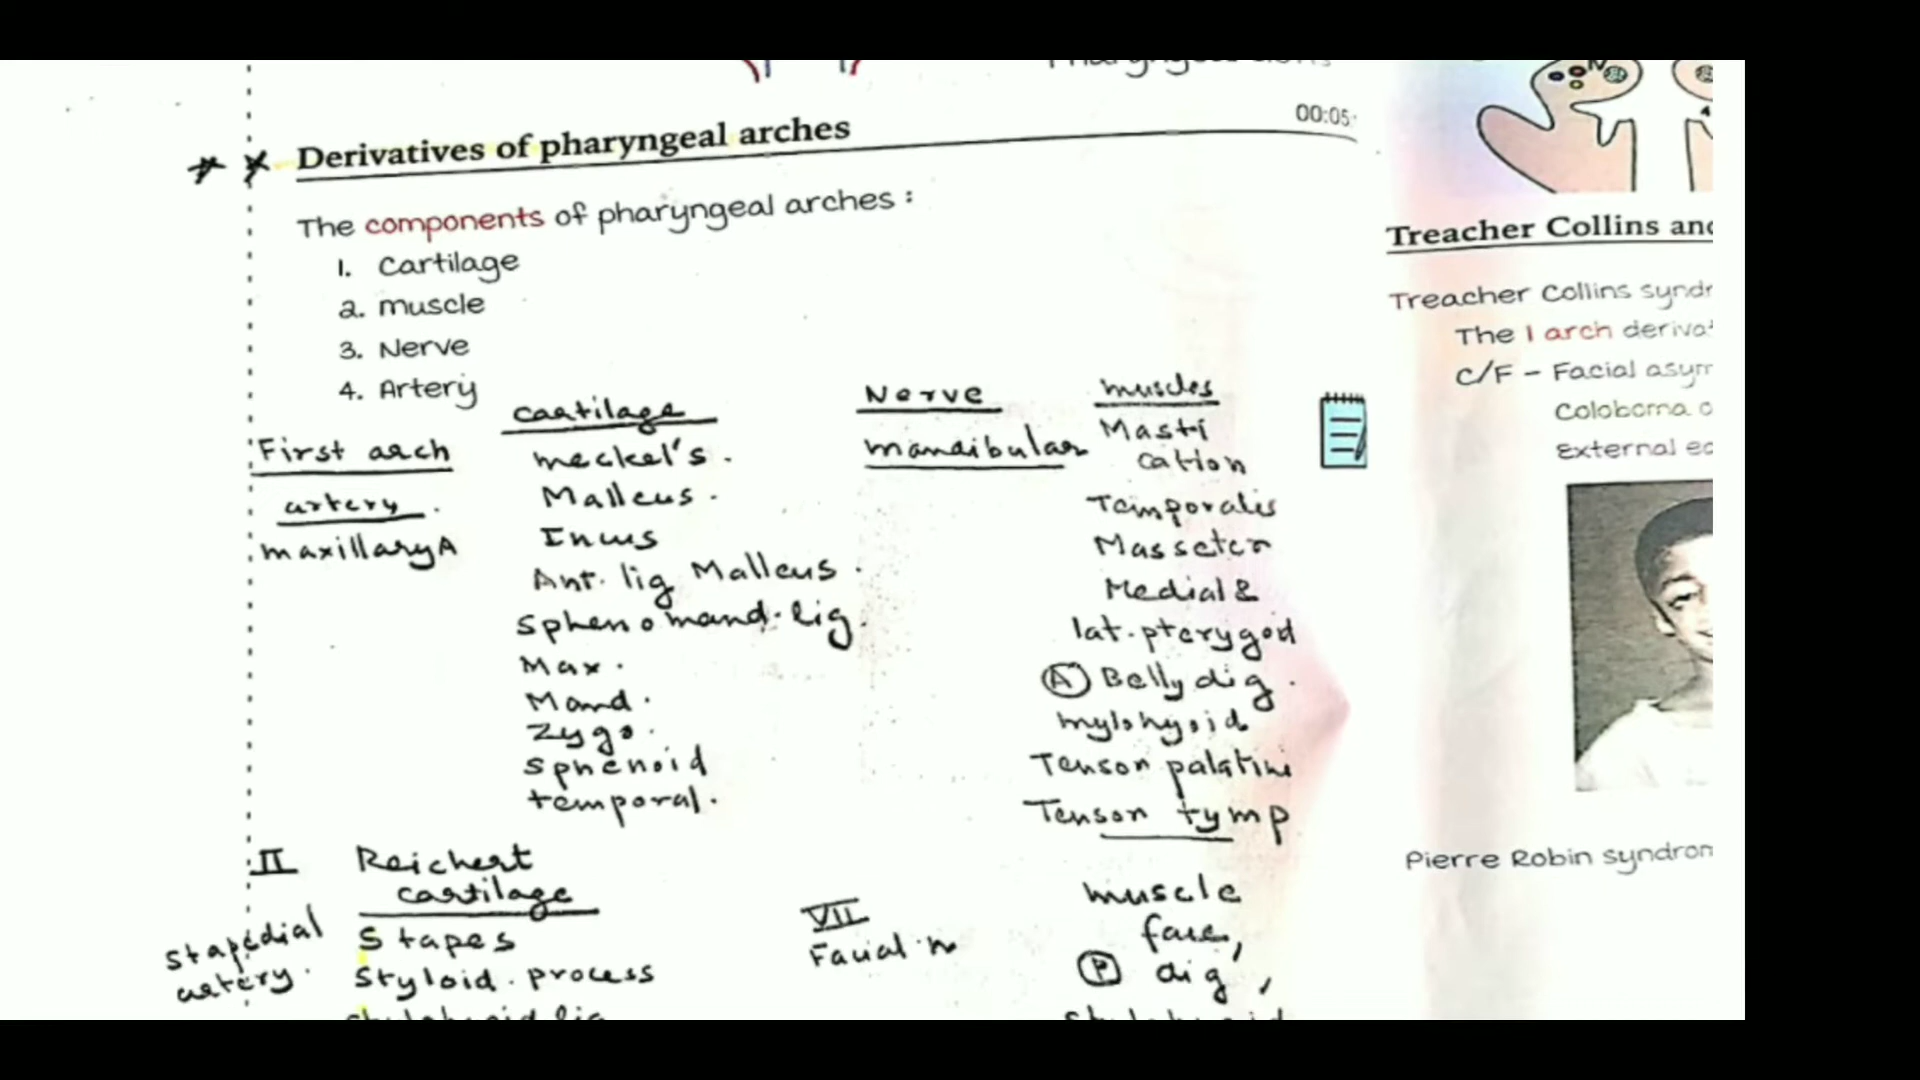 00:05
Derivatives of pharyngeal arches
The components of pharyngeal arches :
1. Cartilage
2. muscle
3. Nerve
4. Artery
cartilage
Nerve
muscles
First arch
meckel's.
mandibular
Masti
cation
artery.
Malleus.
Temporalis
maxillary A
Incus
Masseter
Ant. lig Malleus.
Medial &
Sphenomand. lig.
lat. pterygoid
Max.
(A) Belly dig.
Mand.
mylohyoid
Zygo.
Sphenoid
Tensor palatini
temporal.
Tensor tymp
II
Reichert
cartilage
muscle
face,
stapedial
artery.
VII
Facial n
Stapes
(P) dig,
Styloid. process
Treacher Collins and
Treacher Collins syndr
The I arch deriva
C/F - Facial asym
Coloboma o
External ea
Pierre Robin syndrom